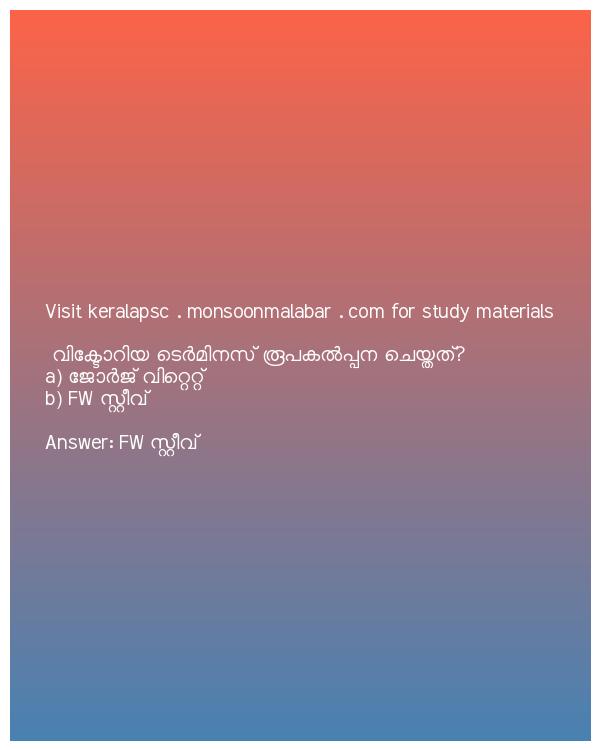 Visit keralapsc . monsoonmalabar . com for study materials
വിക്ടോറിയ ടെർമിനസ് രൂപകൽപ്പന ചെയ്തത്?
a) ജോർജ് വിറ്റെറ്റ്
b) FW സ്റ്റീവ്
Answer: FW സ്റ്റീവ്